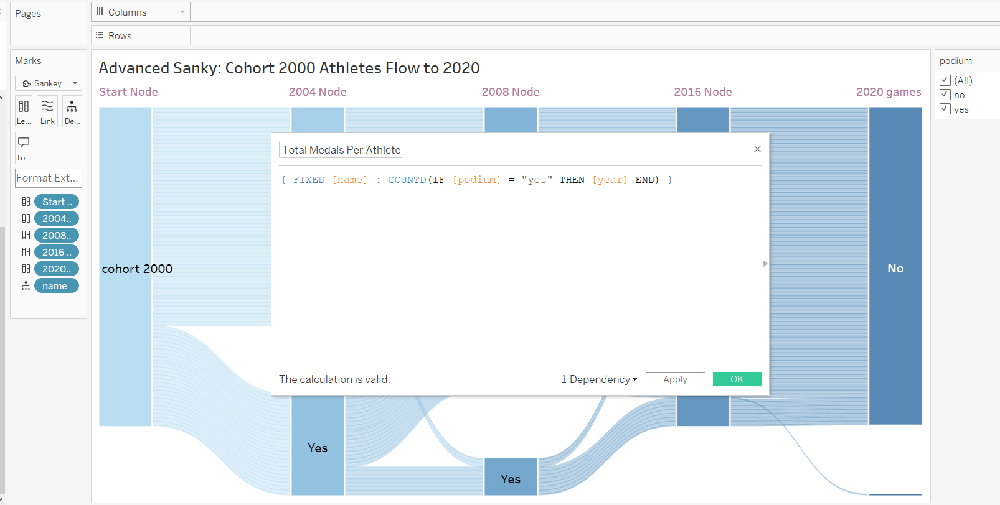 Pages
Columns
Rows
Marks
Sankey
Le...
Link
De...
To...
Format Ext...
Start ..
2004..
2008..
2016 ..
2020..
name
Advanced Sanky: Cohort 2000 Athletes Flow to 2020
Start Node
2004 Node
2008 Node
2016 Node
2020 games
cohort 2000
Total Medals Per Athlete
{ FIXED [name] : COUNTD(IF [podium] = "yes" THEN [year] END) }
The calculation is valid.
1 Dependency
Apply
OK
No
Yes
Yes
podium
(All)
no
yes